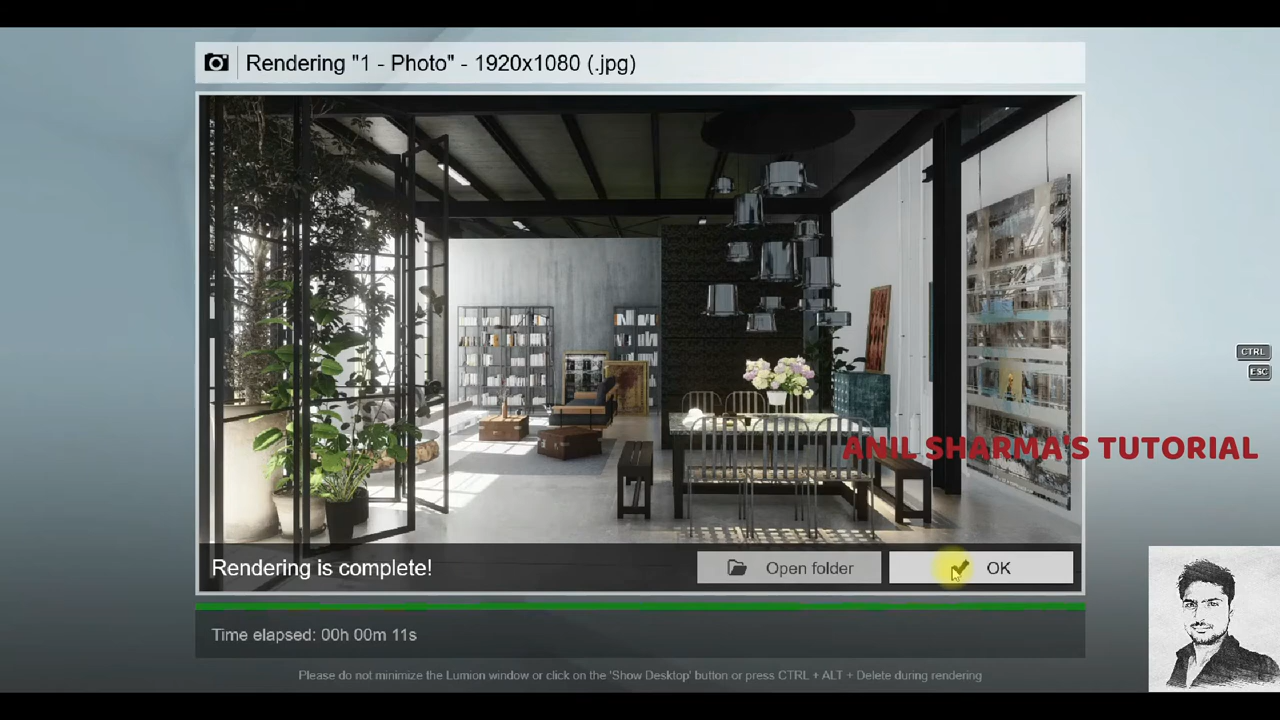 Rendering "1 - Photo" - 1920x1080 (.jpg)
CTRL
ESC
ANIL SHARMA'S TUTORIAL
Rendering is complete!
Open folder
OK
Time elapsed: 00h 00m 11s
Please do not minimize the Lumion window or click on the 'Show Desktop' button or press CTRL + ALT + Delete during rendering